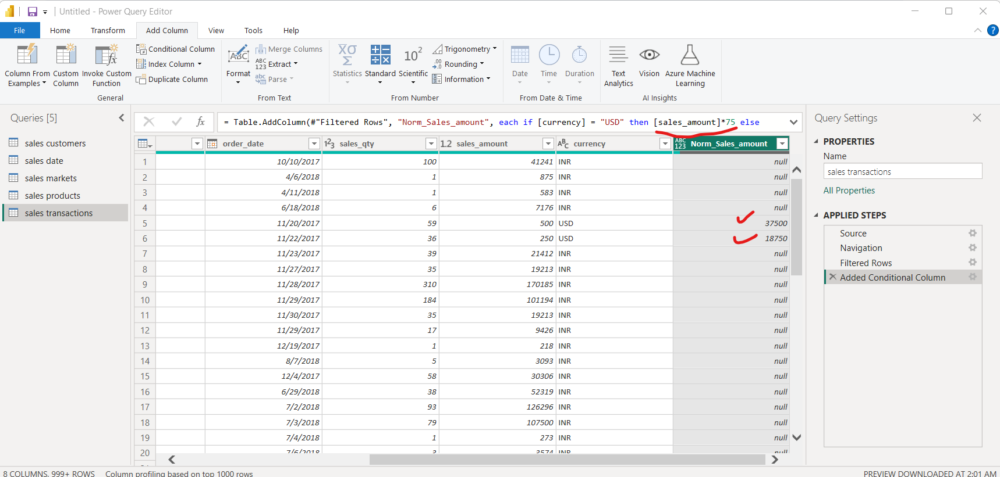 Untitled - Power Query Editor
File Home Transform Add Column View Tools Help
Column From Examples
Custom Column
Invoke Custom Function
Conditional Column
Index Column
Duplicate Column
General
ABC
Format
Merge Columns
ABC 123 Extract
abc Parse
From Text
Χσ Σ
Statistics
Standard
10²
Scientific
Trigonometry
.00 Rounding
Information
From Number
Date
Time
Duration
From Date & Time
Text Analytics
Vision
Azure Machine Learning
AI Insights
Queries [5]
sales customers
sales date
sales markets
sales products
sales transactions
fx = Table.AddColumn(#"Filtered Rows", "Norm_Sales_amount", each if [currency] = "USD" then [sales_amount]*75 else
order_date 1²3 sales_qty 1.2 sales_amount ABC currency ABC 123 Norm_Sales_amount
1 10/10/2017 100 41241 INR null
2 4/6/2018 1 875 INR null
3 4/11/2018 1 583 INR null
4 6/18/2018 6 7176 INR null
5 11/20/2017 59 500 USD 37500
6 11/22/2017 36 250 USD 18750
7 11/23/2017 39 21412 INR null
8 11/27/2017 35 19213 INR null
9 11/28/2017 310 170185 INR null
10 11/29/2017 184 101194 INR null
11 11/30/2017 35 19213 INR null
12 11/29/2017 17 9426 INR null
13 12/19/2017 1 218 INR null
14 8/7/2018 5 3093 INR null
15 12/4/2017 58 30306 INR null
16 6/29/2018 38 52319 INR null
17 7/2/2018 93 126296 INR null
18 7/3/2018 79 107500 INR null
19 7/4/2018 1 273 INR null
20 7/6/2018 3 3574 INR null
Query Settings
PROPERTIES
Name
sales transactions
All Properties
APPLIED STEPS
Source
Navigation
Filtered Rows
Added Conditional Column
8 COLUMNS, 999+ ROWS Column profiling based on top 1000 rows
PREVIEW DOWNLOADED AT 2:01 AM